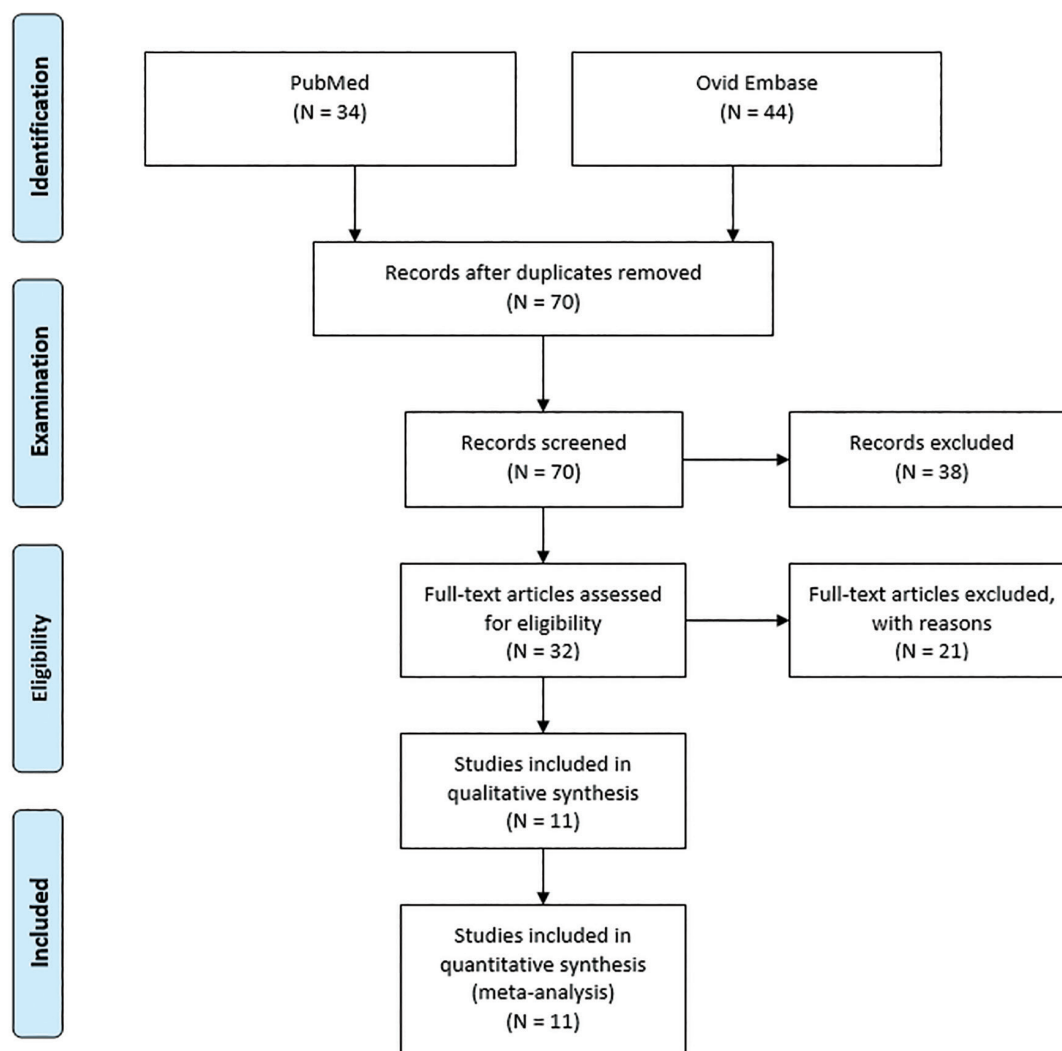 Identification
PubMed
(N = 34)
Ovid Embase
(N = 44)
Records after duplicates removed
(N = 70)
Examination
Records screened
(N = 70)
Records excluded
(N = 38)
Eligibility
Full-text articles assessed
for eligibility
(N = 32)
Full-text articles excluded,
with reasons
(N = 21)
Studies included in
qualitative synthesis
(N = 11)
Included
Studies included in
quantitative synthesis
(meta-analysis)
(N = 11)